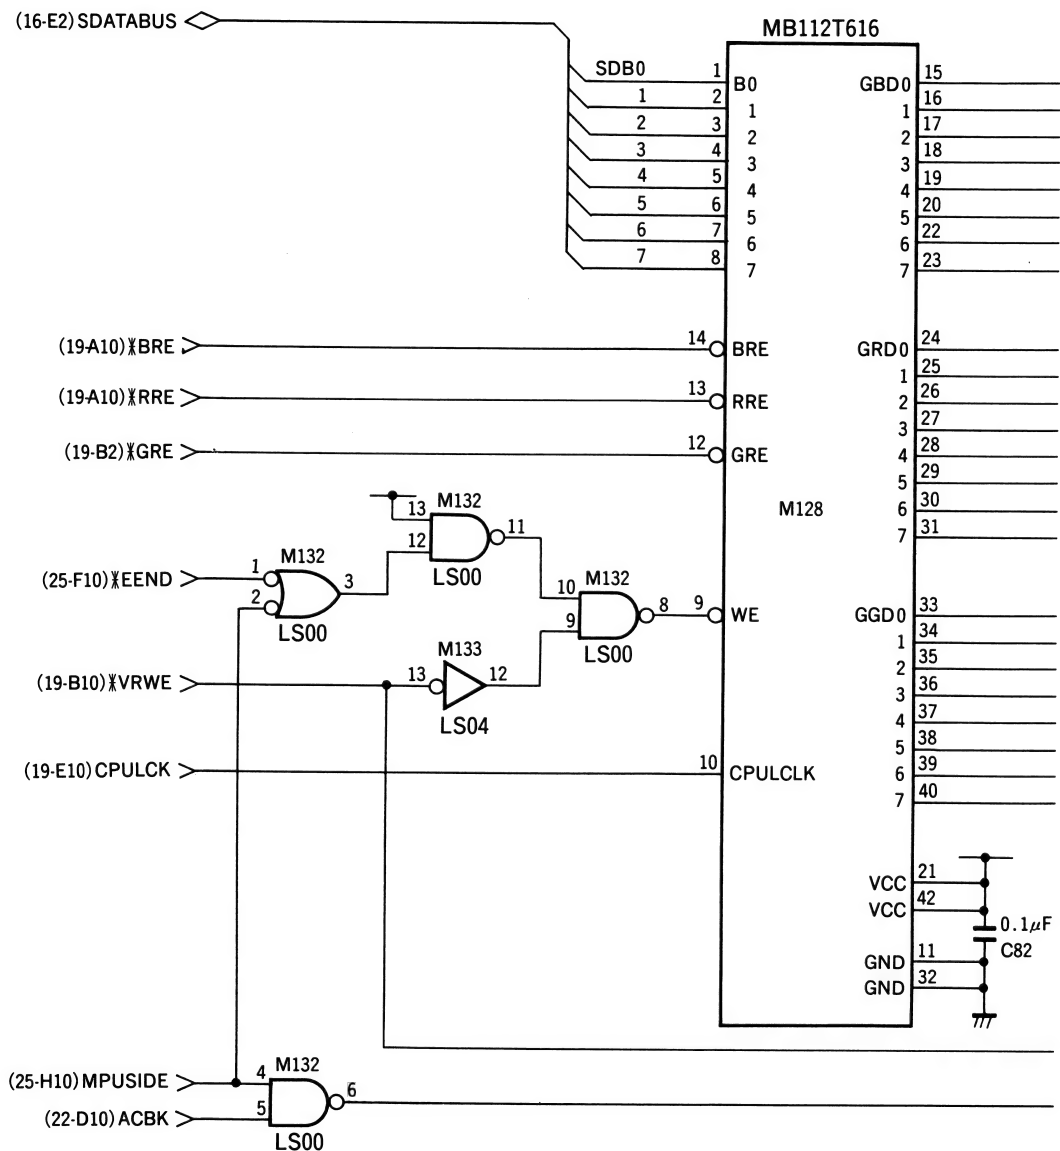 (16-E2) SDATABUS
MB112T616
SDB0 1 B0 GBD0 15
1 2 1 1 16
2 3 2 2 17
3 4 3 3 18
4 5 4 4 19
5 6 5 5 20
6 7 6 6 22
7 8 7 7 23
(19-A10) *BRE 14 BRE GRD0 24
1 25
(19-A10) *RRE 13 RRE 2 26
3 27
(19-B2) *GRE 12 GRE 4 28
5 29
M132 M128 6 30
13 11 7 31
12
LS00
M132
(25-F10) *EEND 1 3
2
LS00
M132
10 8 9 WE GGD0 33
9 1 34
LS00
M133 2 35
(19-B10) *VRWE 13 12 3 36
LS04 4 37
5 38
(19-E10) CPULCK 10 CPULCLK 6 39
7 40
VCC 21
VCC 42
0.1μF
C82
GND 11
GND 32
M132
(25-H10) MPUSIDE 4 6
(22-D10) ACBK 5
LS00